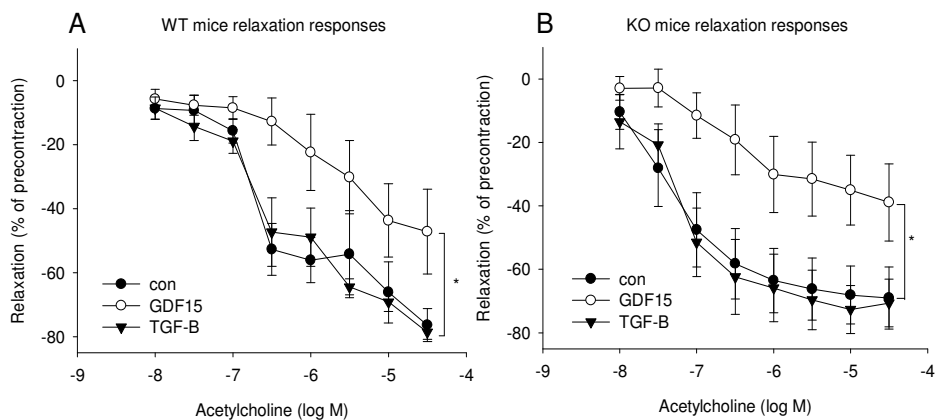 A
WT mice relaxation responses
Relaxation (% of precontraction)
0
-20
-40
-60
-80
con
GDF15
TGF-B
*
-9
-8
-7
-6
-5
-4
Acetylcholine (log M)
B
KO mice relaxation responses
Relaxation (% of precontraction)
0
-20
-40
-60
-80
con
GDF15
TGF-B
*
-9
-8
-7
-6
-5
-4
Acetylcholine (log M)